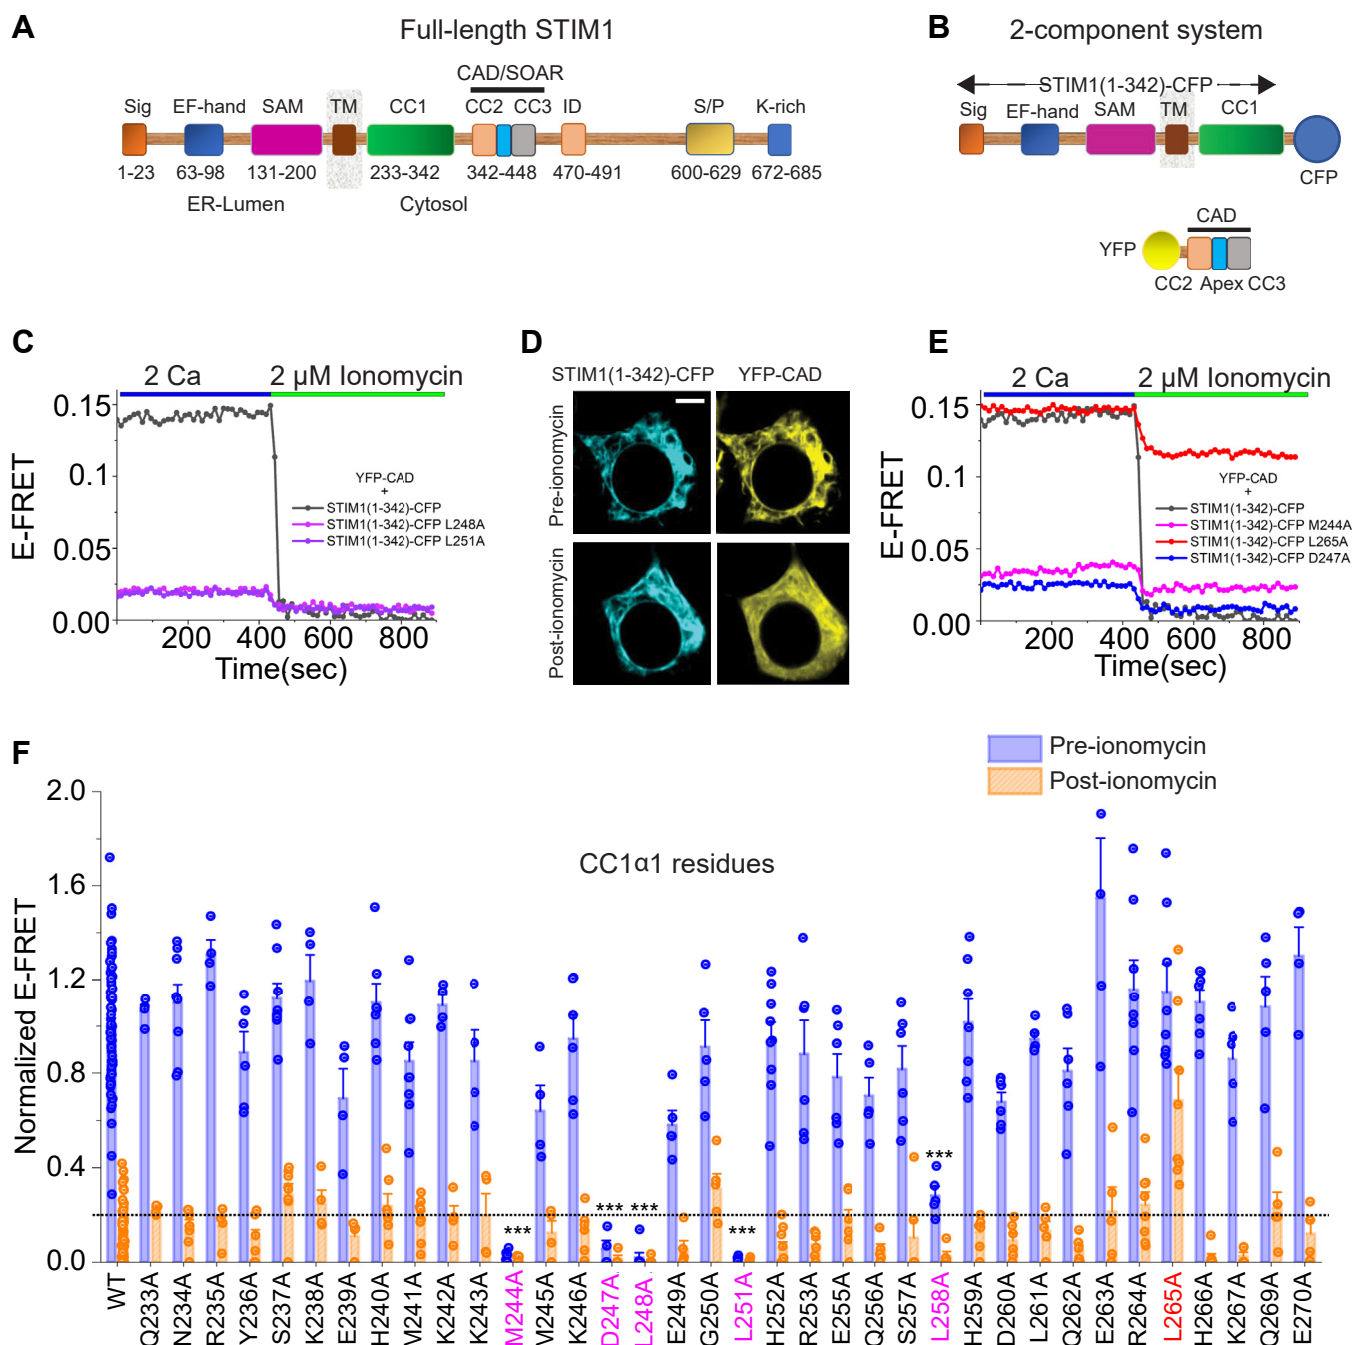 A
Full-length STIM1
CAD/SOAR
Sig EF-hand SAM TM CC1 CC2 CC3 ID S/P K-rich
1-23 63-98 131-200 233-342 342-448 470-491 600-629 672-685
ER-Lumen Cytosol
B
2-component system
STIM1(1-342)-CFP
Sig EF-hand SAM TM CC1
CFP
CAD
YFP
CC2 Apex CC3
C
2 Ca 2 µM Ionomycin
0.15
0.1
0.05
0.00
E-FRET
YFP-CAD
+
STIM1(1-342)-CFP
STIM1(1-342)-CFP L248A
STIM1(1-342)-CFP L251A
200 400 600 800
Time(sec)
D
STIM1(1-342)-CFP YFP-CAD
Pre-ionomycin
Post-ionomycin
E
2 Ca 2 µM Ionomycin
0.15
0.1
0.05
0.00
E-FRET
YFP-CAD
+
STIM1(1-342)-CFP
STIM1(1-342)-CFP M244A
STIM1(1-342)-CFP L265A
STIM1(1-342)-CFP D247A
200 400 600 800
Time(sec)
F
Pre-ionomycin
Post-ionomycin
CC1α1 residues
Normalized E-FRET
2.0
1.6
1.2
0.8
0.4
0.0
*** *** *** *** ***
WT Q233A N234A R235A Y236A S237A K238A E239A H240A M241A K242A K243A M244A M245A K246A D247A L248A E249A G250A L251A H252A R253A E255A Q256A S257A L258A H259A D260A L261A Q262A E263A R264A L265A H266A K267A Q269A E270A